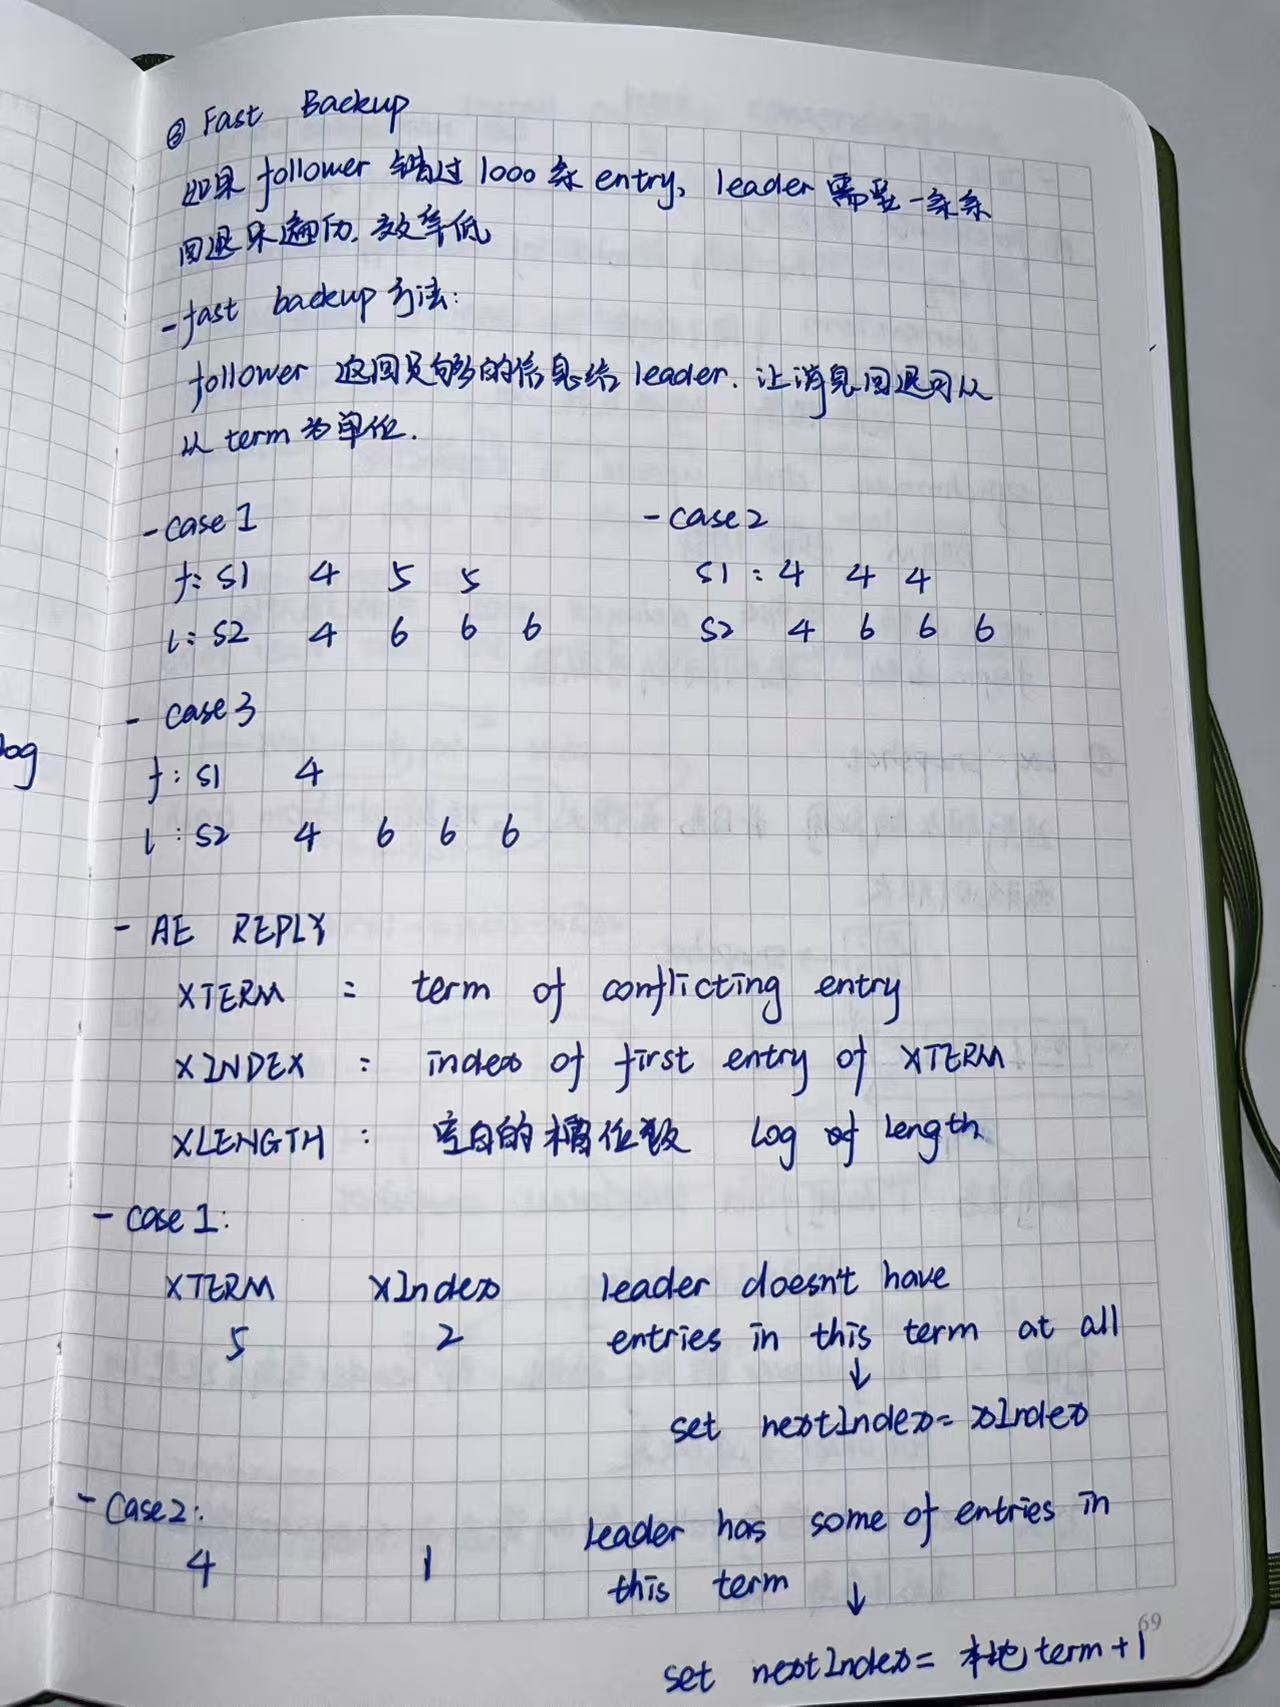 ③ Fast Backup
如果 follower 错过 1000 条 entry, leader 需要一条条
回退来遍历. 效率低
- fast backup 方法:
follower 返回足够的信息给 leader. 让消息回退可以
以 term 为单位.
- case 1
f: S1 4 5 5
l: S2 4 6 6 6
- case 2
S1 : 4 4 4
S2 4 6 6 6
- case 3
f : S1 4
l : S2 4 6 6 6
og
- AE REPLY
XTERM : term of conflicting entry
XINDEX : index of first entry of XTERM
XLENGTH : 空白的槽位数 Log of length
- case 1:
XTERM xIndex leader doesn't have
5 2 entries in this term at all
↓
set nextIndex = xIndex
- Case 2:
4 1 leader has some of entries in
this term ↓
set nextIndex = 本地 term + 1
69